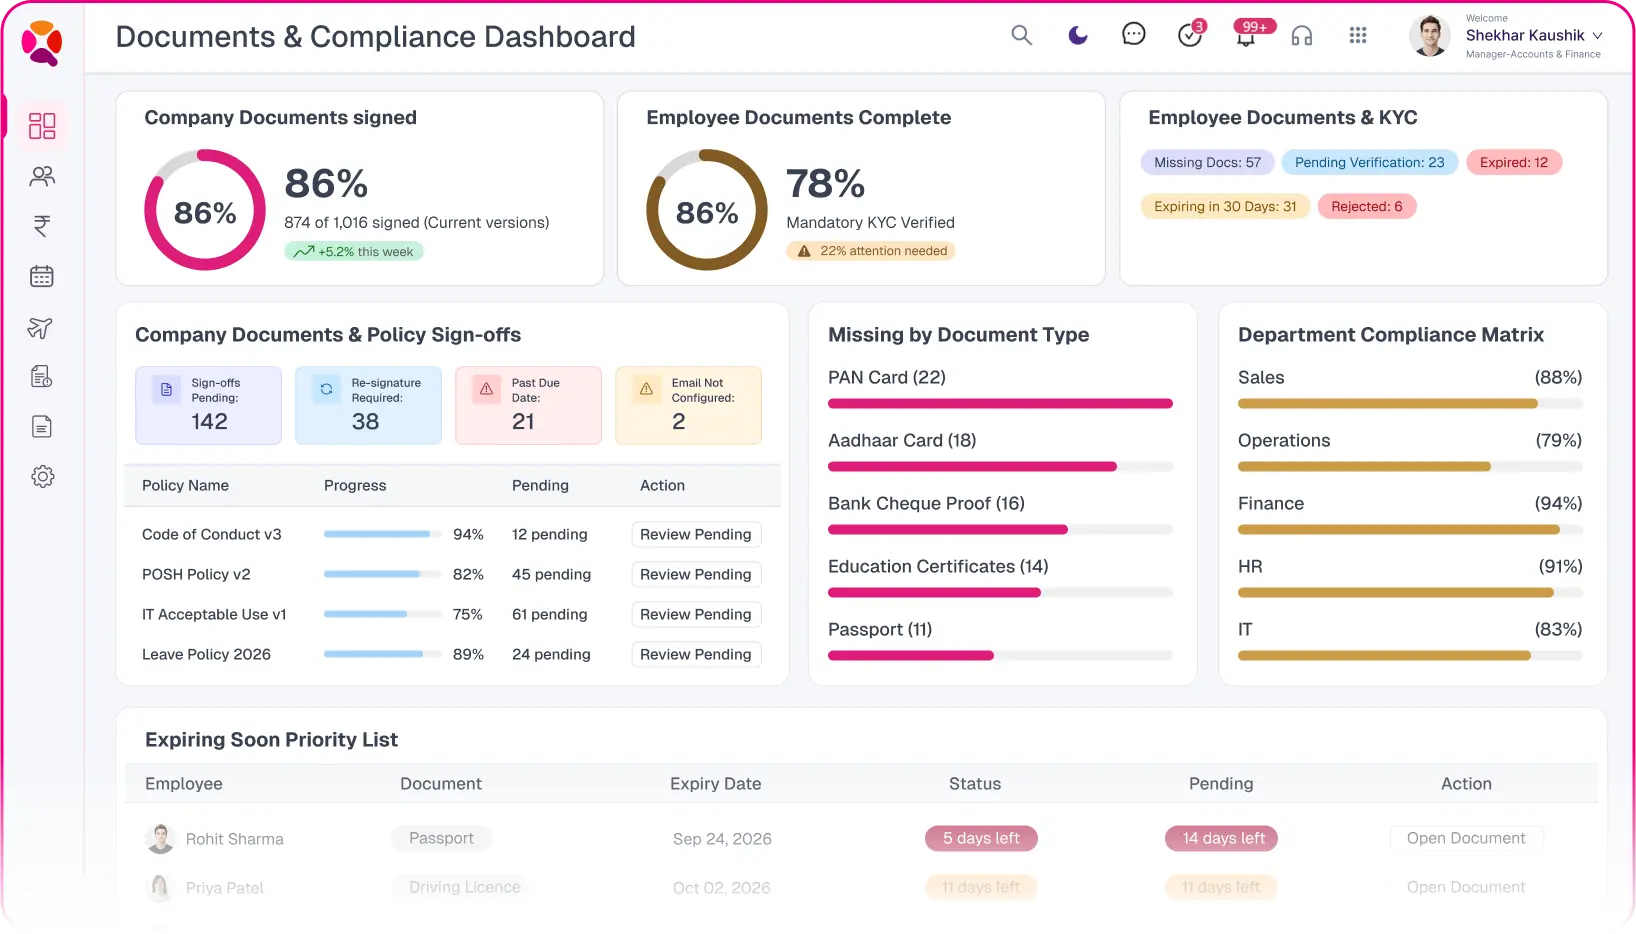 Documents & Compliance Dashboard
3
99+
Welcome
Shekhar Kaushik
Manager-Accounts & Finance
Company Documents signed
86%
86%
874 of 1,016 signed (Current versions)
+5.2% this week
Employee Documents Complete
86%
78%
Mandatory KYC Verified
22% attention needed
Employee Documents & KYC
Missing Docs: 57
Pending Verification: 23
Expired: 12
Expiring in 30 Days: 31
Rejected: 6
Company Documents & Policy Sign-offs
Sign-offs
Pending:
142
Re-signature
Required:
38
Past Due
Date:
21
Email Not
Configured:
2
Policy Name Progress Pending Action
Code of Conduct v3 94% 12 pending Review Pending
POSH Policy v2 82% 45 pending Review Pending
IT Acceptable Use v1 75% 61 pending Review Pending
Leave Policy 2026 89% 24 pending Review Pending
Missing by Document Type
PAN Card (22)
Aadhaar Card (18)
Bank Cheque Proof (16)
Education Certificates (14)
Passport (11)
Department Compliance Matrix
Sales (88%)
Operations (79%)
Finance (94%)
HR (91%)
IT (83%)
Expiring Soon Priority List
Employee Document Expiry Date Status Pending Action
Rohit Sharma Passport Sep 24, 2026 5 days left 14 days left Open Document
Priya Patel Driving Licence Oct 02, 2026 11 days left 11 days left Open Document